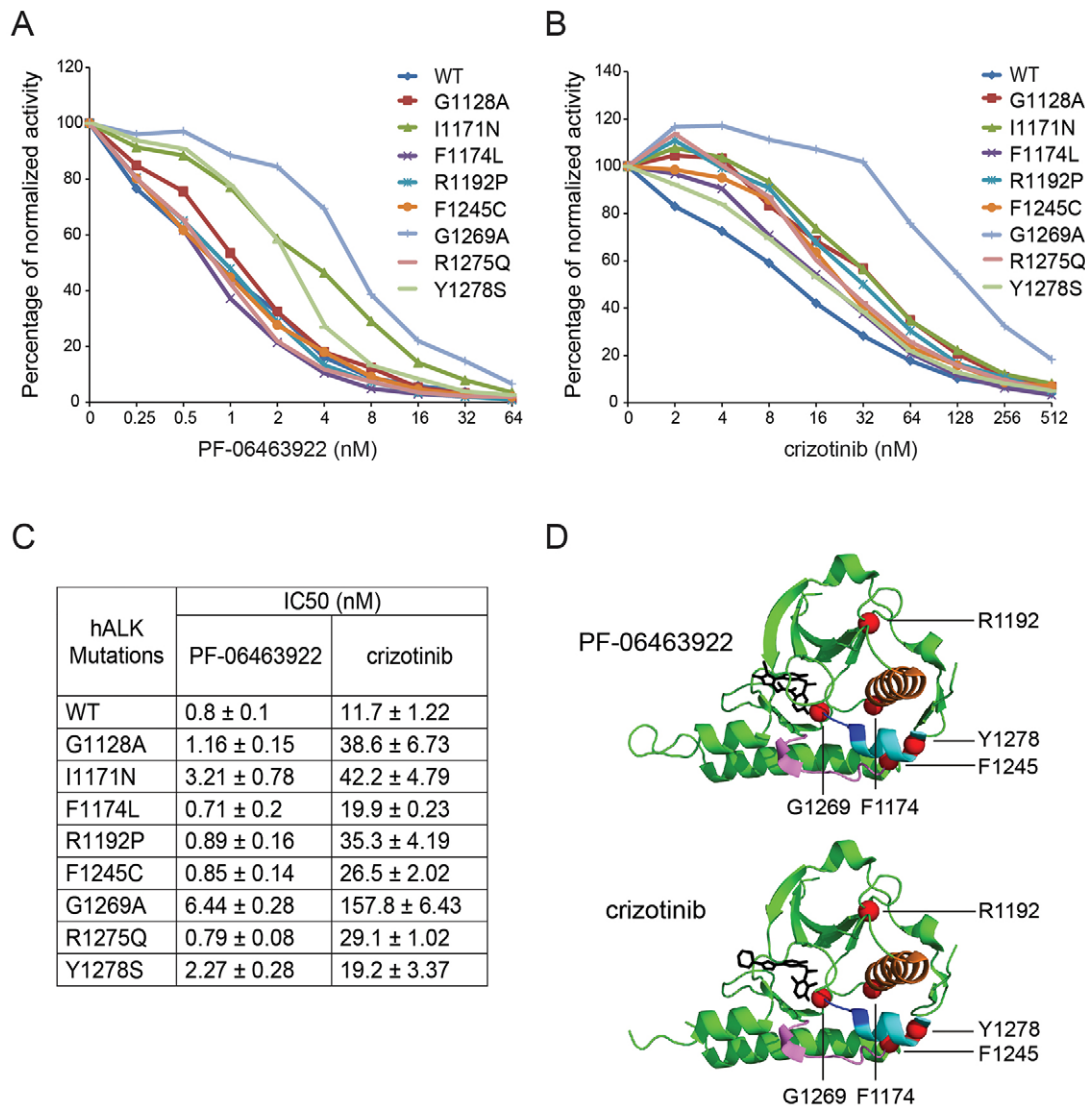 A
Percentage of normalized activity
120
100
80
60
40
20
0
0 0.25 0.5 1 2 4 8 16 32 64
PF-06463922 (nM)
WT
G1128A
I1171N
F1174L
R1192P
F1245C
G1269A
R1275Q
Y1278S
B
Percentage of normalized activity
140
120
100
80
60
40
20
0
0 2 4 8 16 32 64 128 256 512
crizotinib (nM)
WT
G1128A
I1171N
F1174L
R1192P
F1245C
G1269A
R1275Q
Y1278S
C
hALK Mutations
IC50 (nM)
PF-06463922 crizotinib
WT 0.8 ± 0.1 11.7 ± 1.22
G1128A 1.16 ± 0.15 38.6 ± 6.73
I1171N 3.21 ± 0.78 42.2 ± 4.79
F1174L 0.71 ± 0.2 19.9 ± 0.23
R1192P 0.89 ± 0.16 35.3 ± 4.19
F1245C 0.85 ± 0.14 26.5 ± 2.02
G1269A 6.44 ± 0.28 157.8 ± 6.43
R1275Q 0.79 ± 0.08 29.1 ± 1.02
Y1278S 2.27 ± 0.28 19.2 ± 3.37
D
PF-06463922
R1192
Y1278
F1245
G1269 F1174
crizotinib
R1192
Y1278
F1245
G1269 F1174